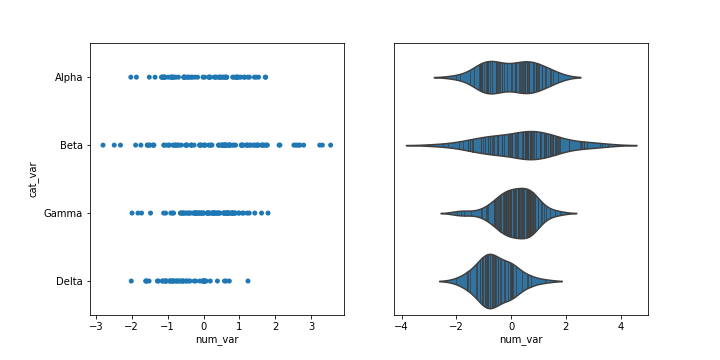 Alpha
Beta
Gamma
Delta
cat_var
−3 −2 −1 0 1 2 3
num_var
−4 −2 0 2 4
num_var